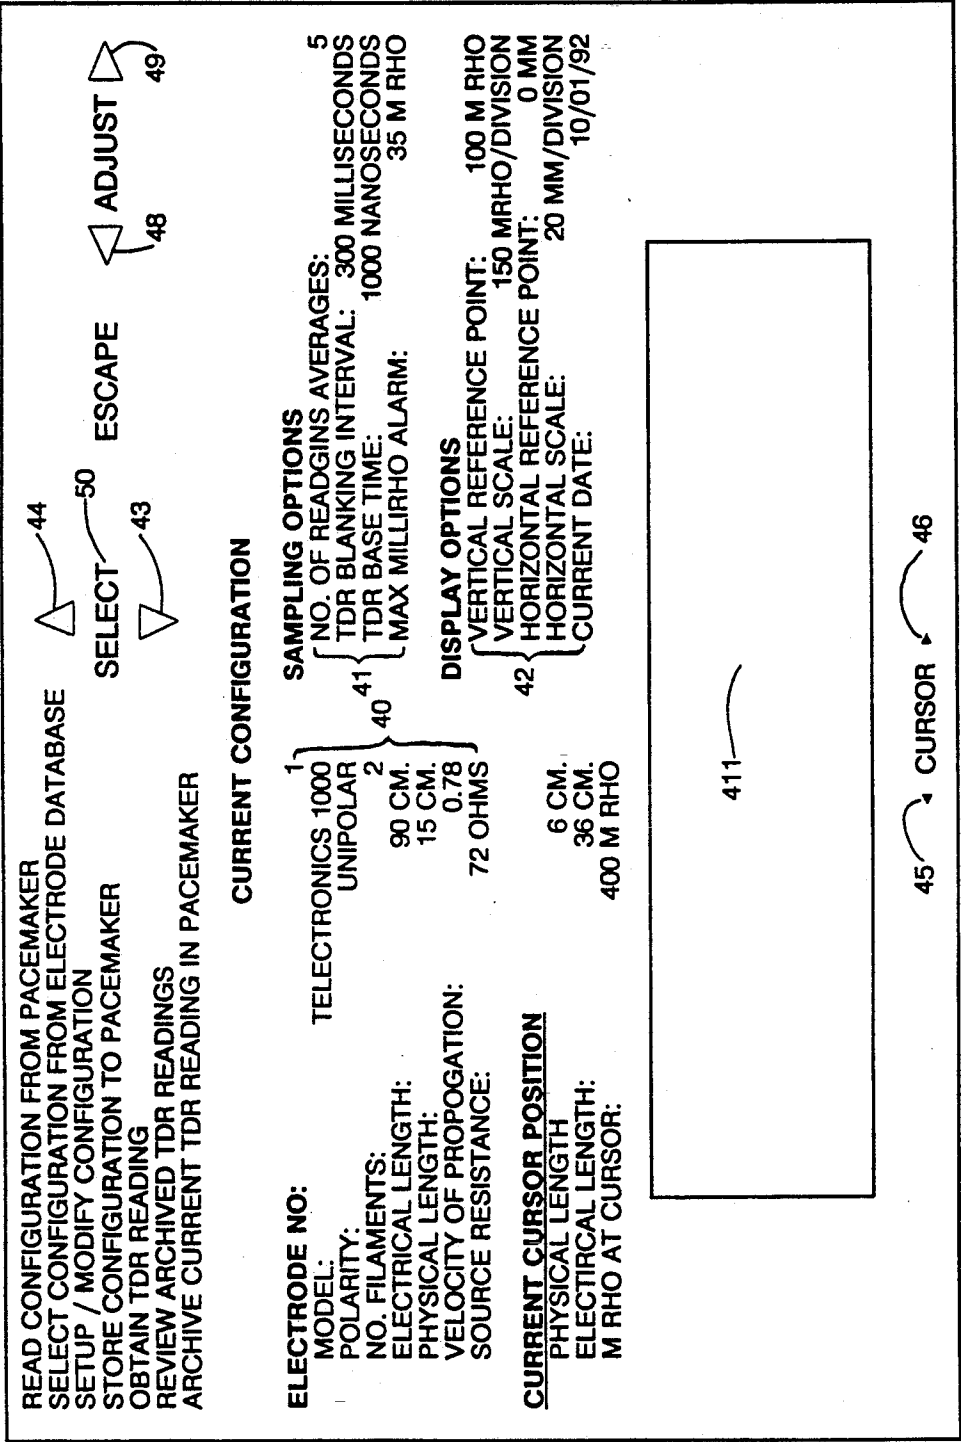 READ CONFIGURATION FROM PACEMAKER
SELECT CONFIGURATION FROM ELECTRODE DATABASE
SETUP / MODIFY CONFIGURATION
STORE CONFIGURATION TO PACEMAKER
OBTAIN TDR READING
REVIEW ARCHIVED TDR READINGS
ARCHIVE CURRENT TDR READING IN PACEMAKER
44
SELECT 50
43
ESCAPE
ADJUST
48
49
CURRENT CONFIGURATION
ELECTRODE NO: 1
MODEL: TELECTRONICS 1000
POLARITY: UNIPOLAR
NO. FILAMENTS: 2
ELECTRICAL LENGTH: 90 CM.
PHYSICAL LENGTH: 15 CM.
VELOCITY OF PROPOGATION: 0.78
SOURCE RESISTANCE: 72 OHMS
40
CURRENT CURSOR POSITION
PHYSICAL LENGTH 6 CM.
ELECTIRCAL LENGTH: 36 CM.
M RHO AT CURSOR: 400 M RHO
SAMPLING OPTIONS
NO. OF READGINS AVERAGES: 5
TDR BLANKING INTERVAL: 300 MILLISECONDS
TDR BASE TIME: 1000 NANOSECONDS
MAX MILLIRHO ALARM: 35 M RHO
41
DISPLAY OPTIONS
VERTICAL REFERENCE POINT: 100 M RHO
VERTICAL SCALE: 150 MRHO/DIVISION
HORIZONTAL REFERENCE POINT: 0 MM
HORIZONTAL SCALE: 20 MM/DIVISION
CURRENT DATE: 10/01/92
42
411
45 CURSOR 46